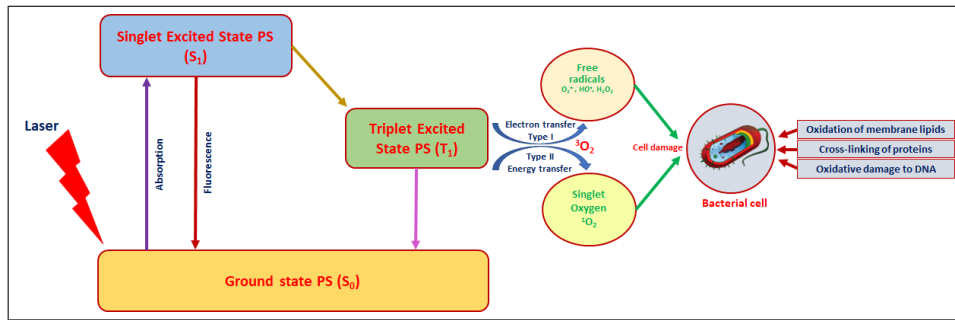 Singlet Excited State PS
(S₁)
Laser
Absorption
Fluorescence
Triplet Excited
State PS (T₁)
Ground state PS (S₀)
Electron transfer
Type I
³O₂
Type II
Energy transfer
Free
radicals
O₂•⁻, HO•, H₂O₂
Singlet
Oxygen
¹O₂
Cell damage
Bacterial cell
Oxidation of membrane lipids
Cross-linking of proteins
Oxidative damage to DNA